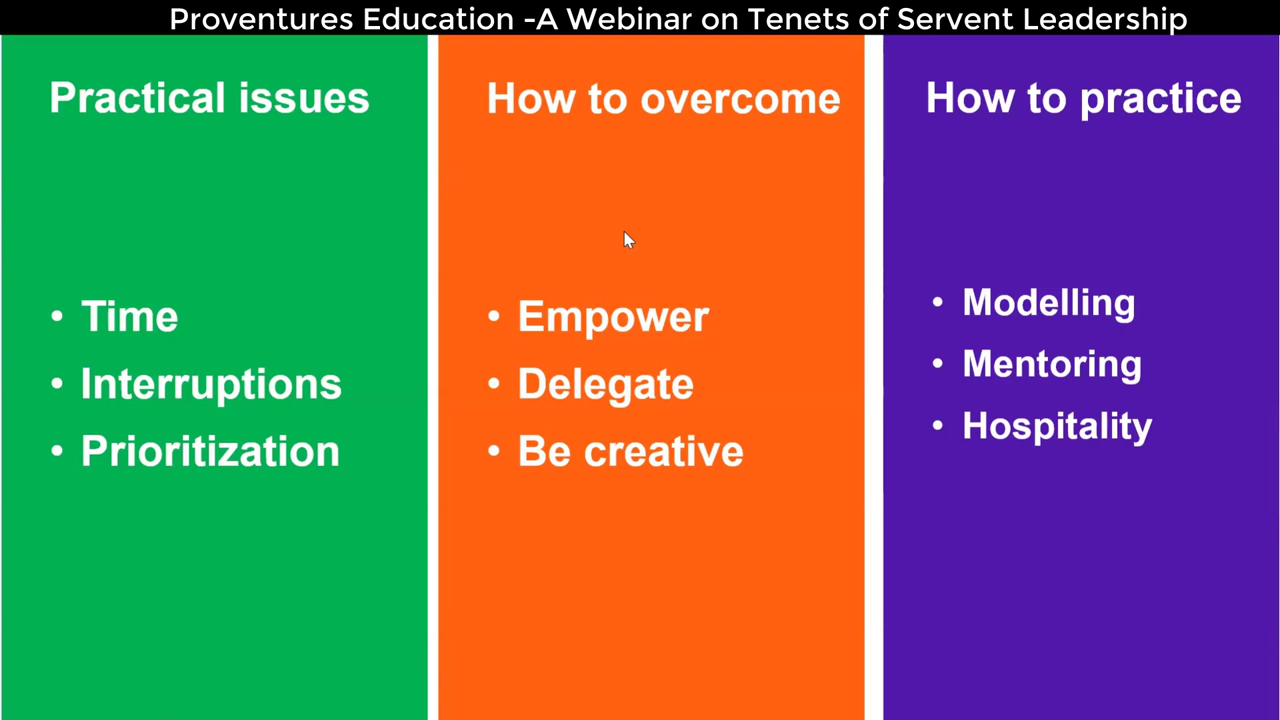 Proventures Education -A Webinar on Tenets of Servent Leadership
Practical issues
• Time
• Interruptions
• Prioritization
How to overcome
• Empower
• Delegate
• Be creative
How to practice
• Modelling
• Mentoring
• Hospitality